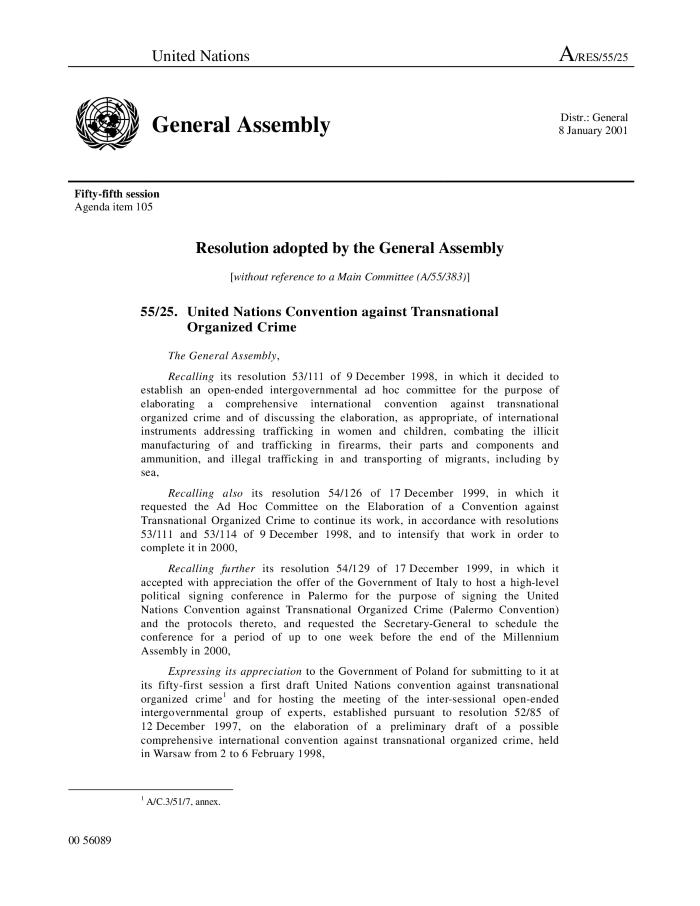 United Nations A/RES/55/25
General Assembly
Distr.: General
8 January 2001
Fifty-fifth session
Agenda item 105
Resolution adopted by the General Assembly
[without reference to a Main Committee (A/55/383)]
55/25. United Nations Convention against Transnational
Organized Crime
The General Assembly,
Recalling its resolution 53/111 of 9 December 1998, in which it decided to
establish an open-ended intergovernmental ad hoc committee for the purpose of
elaborating a comprehensive international convention against transnational
organized crime and of discussing the elaboration, as appropriate, of international
instruments addressing trafficking in women and children, combating the illicit
manufacturing of and trafficking in firearms, their parts and components and
ammunition, and illegal trafficking in and transporting of migrants, including by
sea,
Recalling also its resolution 54/126 of 17 December 1999, in which it
requested the Ad Hoc Committee on the Elaboration of a Convention against
Transnational Organized Crime to continue its work, in accordance with resolutions
53/111 and 53/114 of 9 December 1998, and to intensify that work in order to
complete it in 2000,
Recalling further its resolution 54/129 of 17 December 1999, in which it
accepted with appreciation the offer of the Government of Italy to host a high-level
political signing conference in Palermo for the purpose of signing the United
Nations Convention against Transnational Organized Crime (Palermo Convention)
and the protocols thereto, and requested the Secretary-General to schedule the
conference for a period of up to one week before the end of the Millennium
Assembly in 2000,
Expressing its appreciation to the Government of Poland for submitting to it at
its fifty-first session a first draft United Nations convention against transnational
organized crime¹ and for hosting the meeting of the inter-sessional open-ended
intergovernmental group of experts, established pursuant to resolution 52/85 of
12 December 1997, on the elaboration of a preliminary draft of a possible
comprehensive international convention against transnational organized crime, held
in Warsaw from 2 to 6 February 1998,
¹ A/C.3/51/7, annex.
00 56089